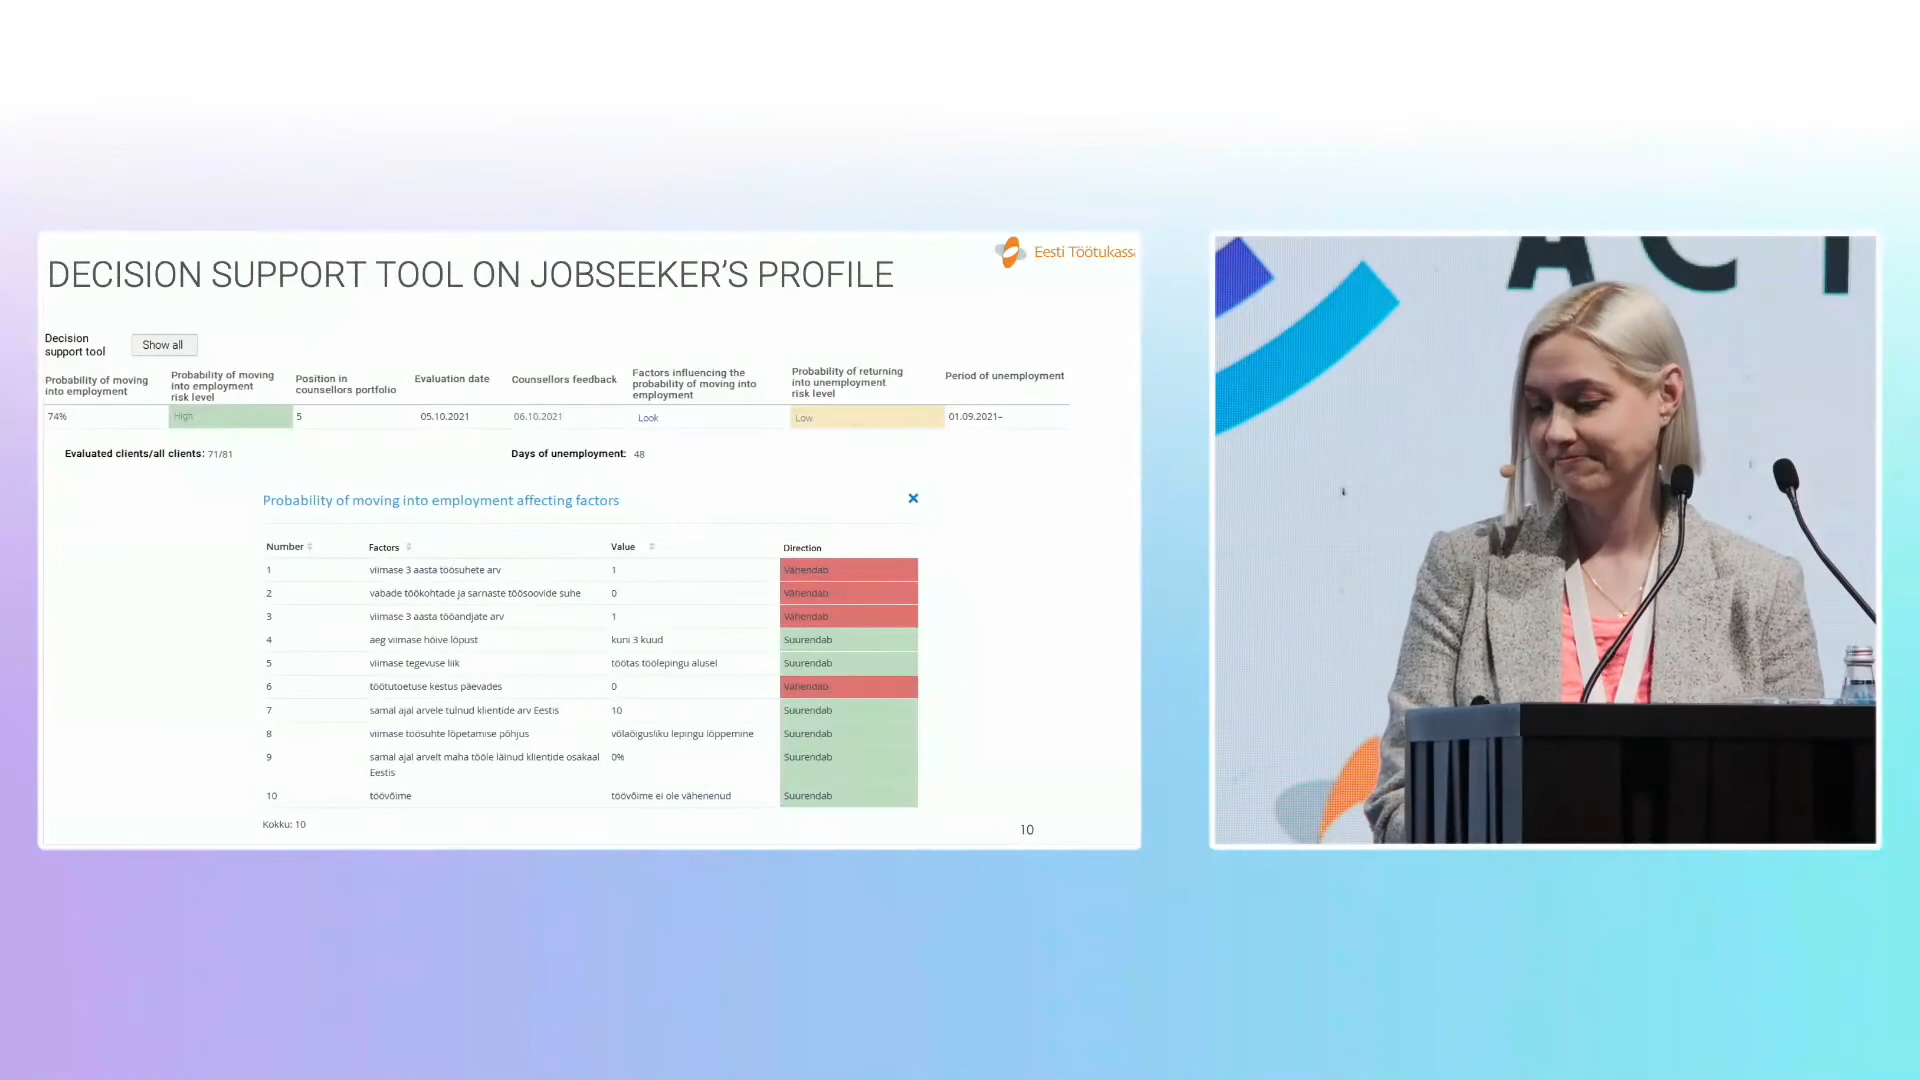 Eesti Töötukassa
DECISION SUPPORT TOOL ON JOBSEEKER’S PROFILE
Decision
support tool
Show all
Probability of moving
into employment
Probability of moving
into employment
risk level
Position in
counsellors portfolio
Evaluation date
Counsellors feedback
Factors influencing the
probability of moving into
employment
Probability of returning
into unemployment
risk level
Period of unemployment
74%
High
5
05.10.2021
06.10.2021
Look
Low
01.09.2021–
Evaluated clients/all clients: 71/81
Days of unemployment: 48
Probability of moving into employment affecting factors
Number Factors Value Direction
1 viimase 3 aasta töösuhete arv 1 Vähendab
2 vabade töökohtade ja sarnaste töösoovide suhe 0 Vähendab
3 viimase 3 aasta tööandjate arv 1 Vähendab
4 aeg viimase hõive lõpust kuni 3 kuud Suurendab
5 viimase tegevuse liik töötas töölepingu alusel Suurendab
6 töötutoetuse kestus päevades 0 Vähendab
7 samal ajal arvele tulnud klientide arv Eestis 10 Suurendab
8 viimase töösuhte lõpetamise põhjus võlaõigusliku lepingu lõppemine Suurendab
9 samal ajal arvelt maha tööle läinud klientide osakaal 0% Suurendab
Eestis
10 töövõime töövõime ei ole vähenenud Suurendab
Kokku: 10
10
ACT